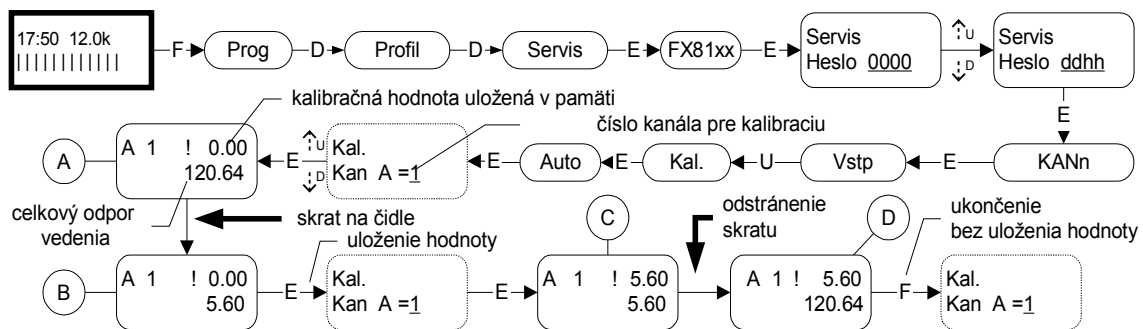 17:50 12.0k
||||||||||||
F
Prog
D
Profil
D
Servis
E
FX81xx
E
Servis
Heslo 0000
U
D
Servis
Heslo ddhh
E
KANn
E
Vstp
U
Kal.
E
Auto
E
číslo kanála pre kalibraciu
Kal.
Kan A =1
U
D
E
kalibračná hodnota uložená v pamäti
A
A 1 ! 0.00
120.64
celkový odpor
vedenia
skrat na čidle
B
A 1 ! 0.00
5.60
uloženie hodnoty
E
Kal.
Kan A =1
E
C
A 1 ! 5.60
5.60
odstránenie
skratu
D
A 1 ! 5.60
120.64
ukončenie
bez uloženia hodnoty
F
Kal.
Kan A =1